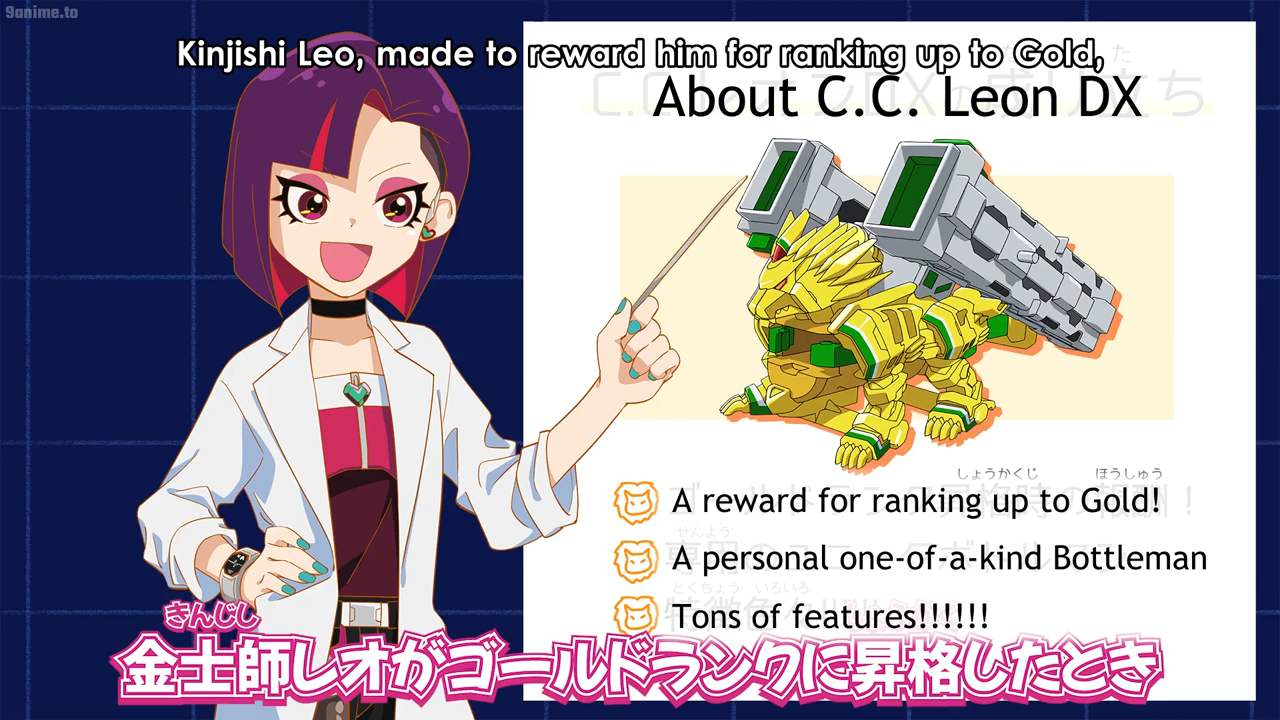 9anime.to
Kinjishi Leo, made to reward him for ranking up to Gold,
About C.C. Leon DX
しょうかくじ ほうしゅう
A reward for ranking up to Gold!
せんよう
A personal one-of-a-kind Bottleman
とくちょう いろいろ
Tons of features!!!!!!
きんじし
金士師レオがゴールドランクに昇格したとき